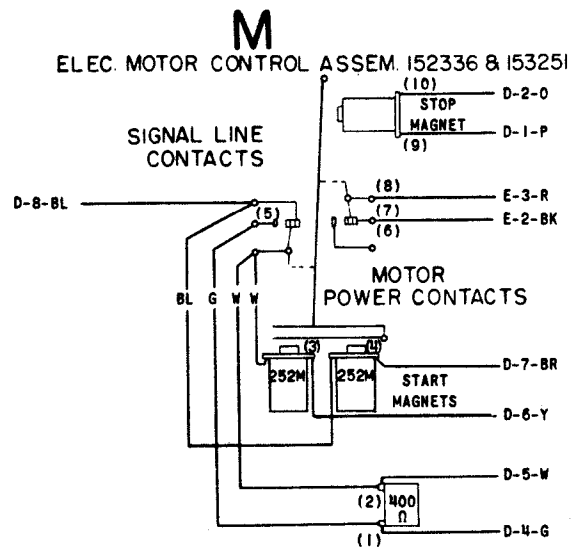 M
ELEC. MOTOR CONTROL ASSEM. 152336 & 153251
(10)
D-2-O
STOP
MAGNET
D-1-P
(9)
SIGNAL LINE
CONTACTS
(8)
D-8-BL
E-3-R
(5)
(7)
E-2-BK
(6)
MOTOR
POWER CONTACTS
BL G W W
(3)
(4)
D-7-BR
252M
252M
START
MAGNETS
D-6-Y
D-5-W
(2)
400
Ω
D-4-G
(1)